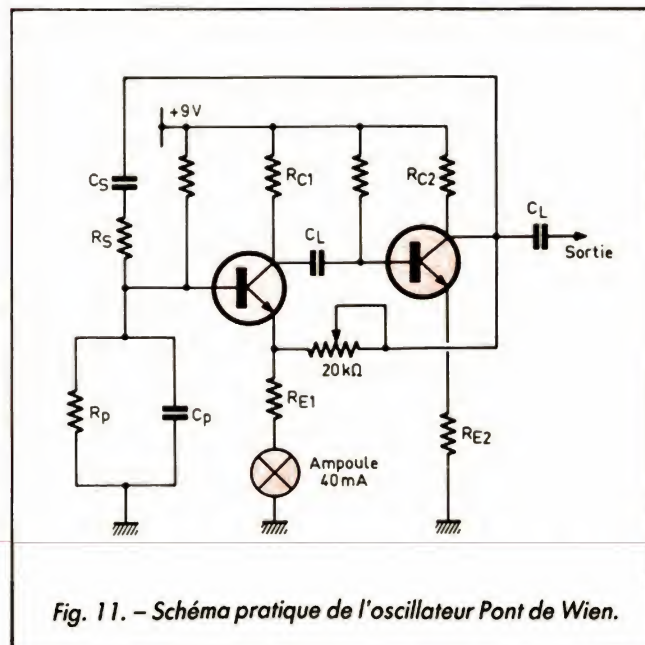 +9V
CS
RS
RC1
CL
RC2
CL
Sortie
20kΩ
Rp
Cp
RE1
RE2
Ampoule
40mA
Fig. 11. – Schéma pratique de l'oscillateur Pont de Wien.